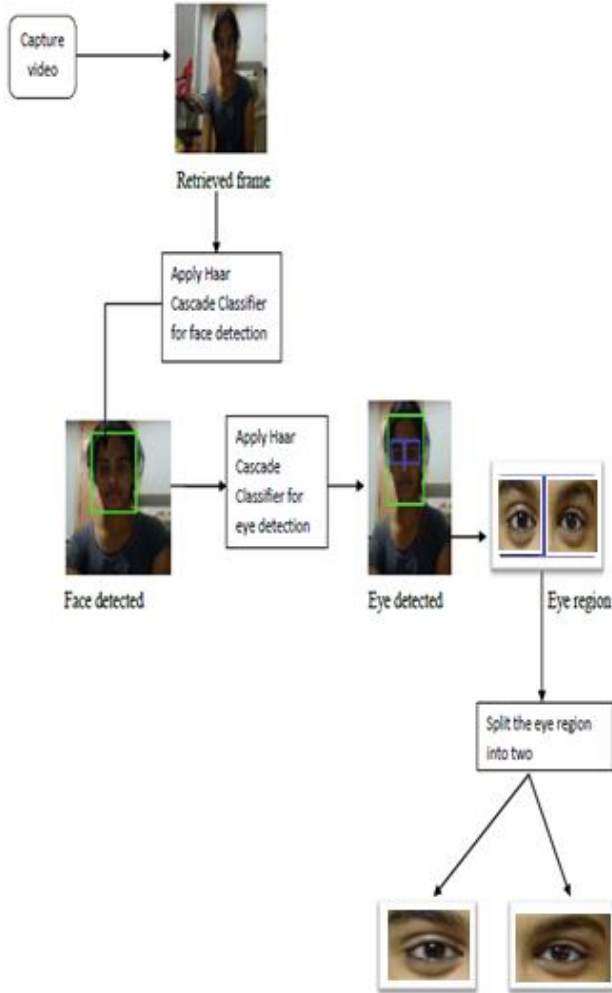 Capture
video
Retrieved frame
Apply Haar
Cascade Classifier
for face detection
Apply Haar
Cascade
Classifier for
eye detection
Face detected
Eye detected
Eye region
Split the eye region
into two